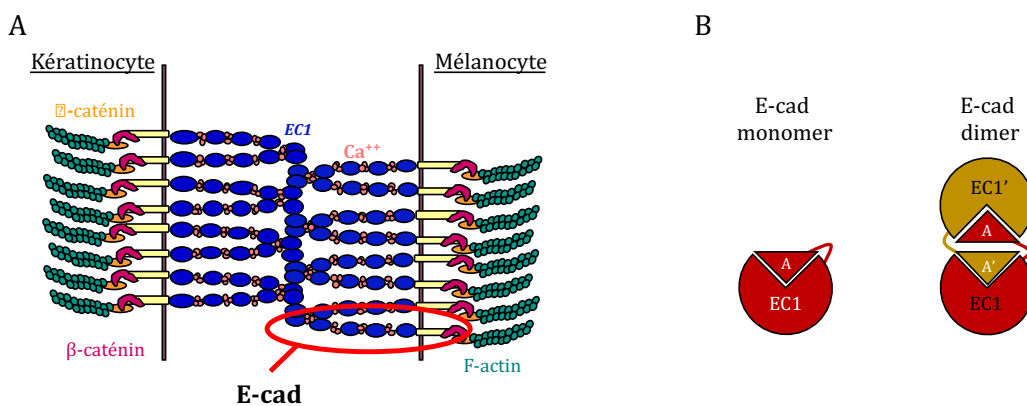 A
B
Kératinocyte
Mélanocyte
E-cad
monomer
E-cad
dimer
-caténin
EC1
Ca++
EC1'
A
A
A'
EC1
EC1
β-caténin
F-actin
E-cad